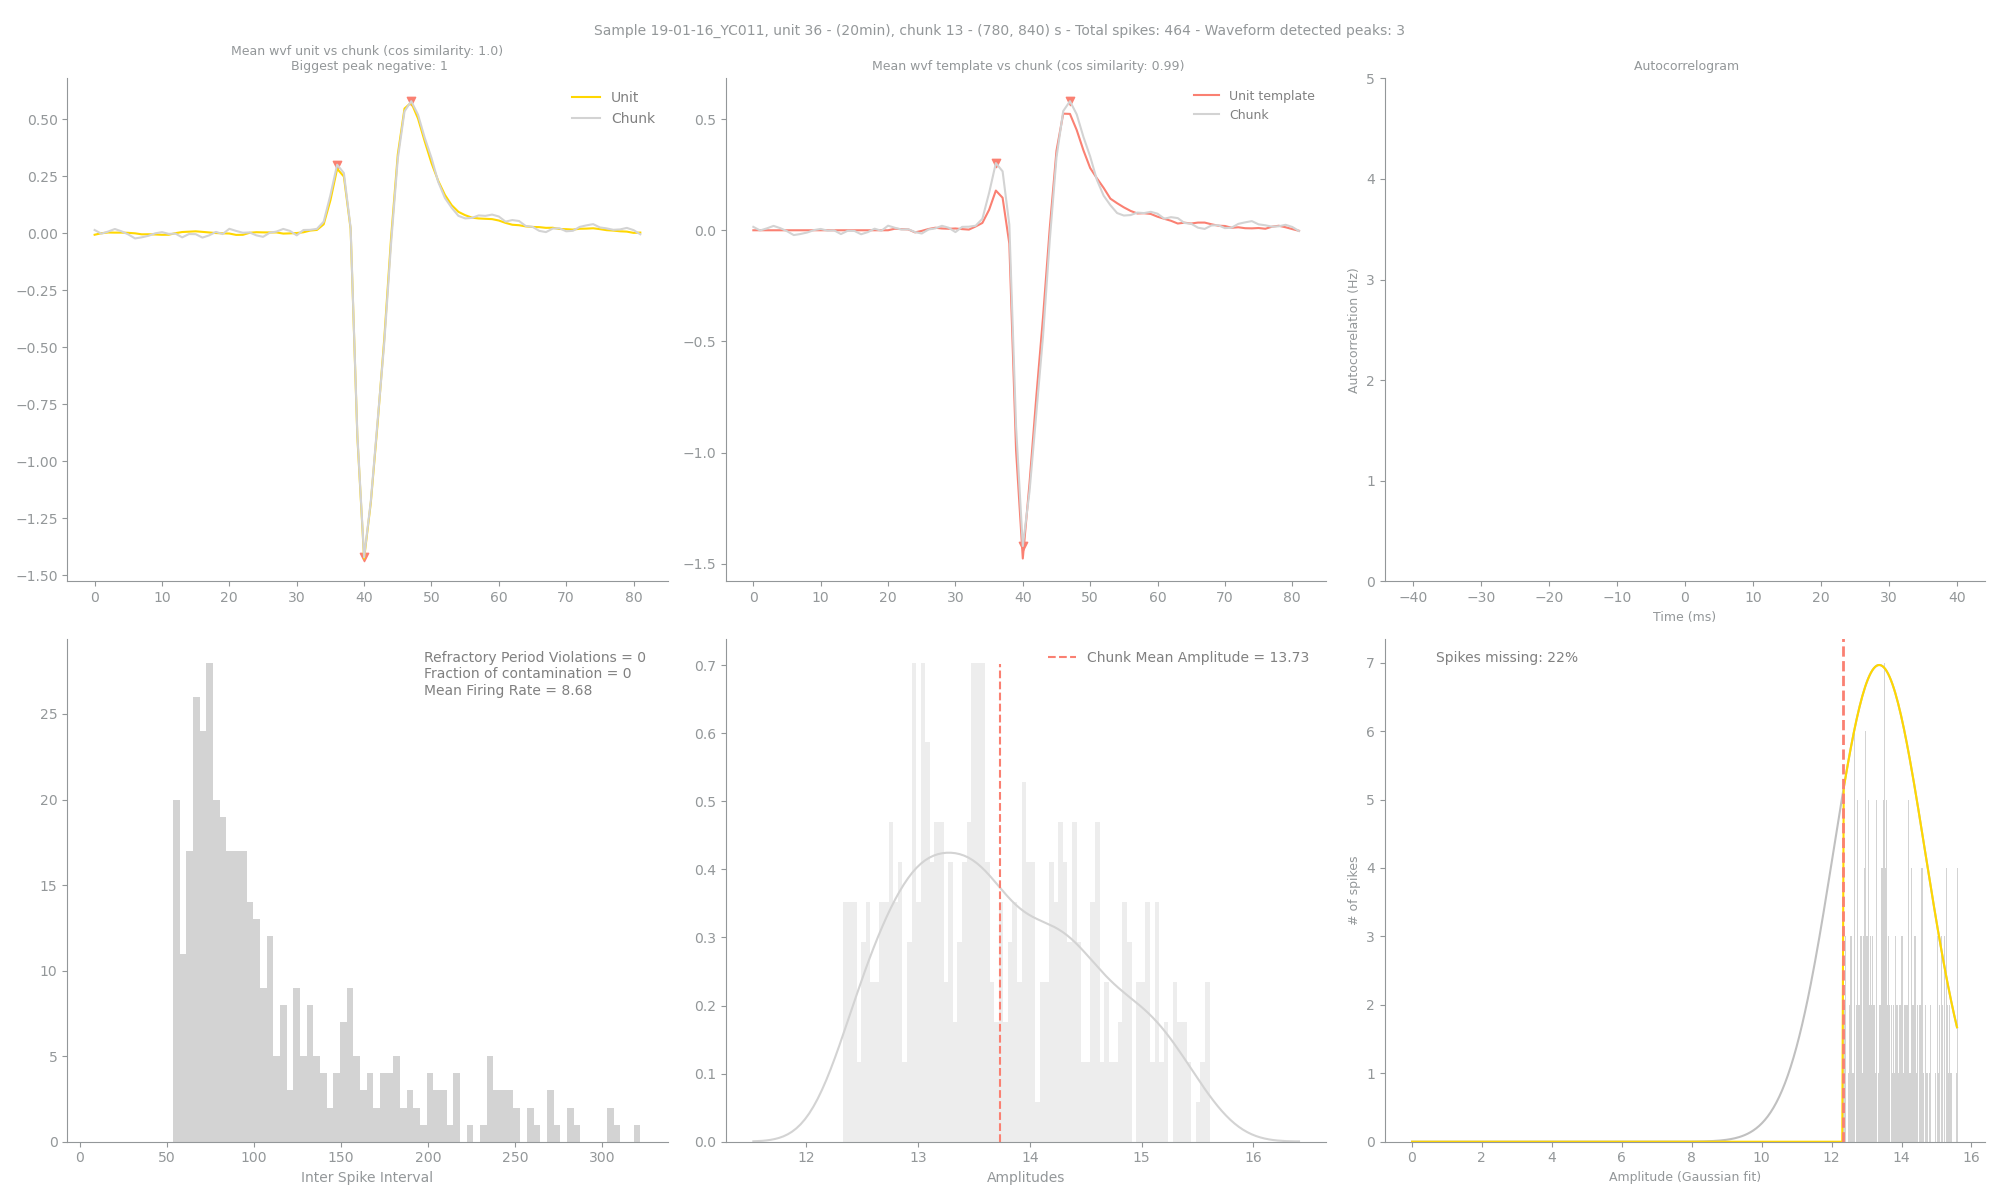 Sample 19-01-16_YC011, unit 36 - (20min), chunk 13 - (780, 840) s - Total spikes: 464 - Waveform detected peaks: 3
Mean wvf unit vs chunk (cos similarity: 1.0)
Biggest peak negative: 1
Unit
Chunk
0.50
0.25
0.00
−0.25
−0.50
−0.75
−1.00
−1.25
−1.50
0 10 20 30 40 50 60 70 80
Mean wvf template vs chunk (cos similarity: 0.99)
Unit template
Chunk
0.5
0.0
−0.5
−1.0
−1.5
0 10 20 30 40 50 60 70 80
Autocorrelogram
Autocorrelation (Hz)
5
4
3
2
1
0
−40 −30 −20 −10 0 10 20 30 40
Time (ms)
Refractory Period Violations = 0
Fraction of contamination = 0
Mean Firing Rate = 8.68
25
20
15
10
5
0
0 50 100 150 200 250 300
Inter Spike Interval
Chunk Mean Amplitude = 13.73
0.7
0.6
0.5
0.4
0.3
0.2
0.1
0.0
12 13 14 15 16
Amplitudes
Spikes missing: 22%
# of spikes
7
6
5
4
3
2
1
0
0 2 4 6 8 10 12 14 16
Amplitude (Gaussian fit)